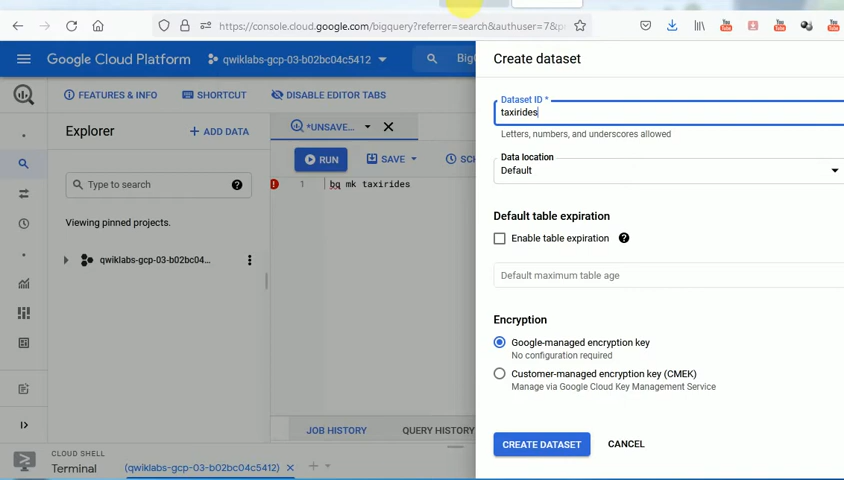 https://console.cloud.google.com/bigquery?referrer=search&authuser=7&p
Google Cloud Platform
qwiklabs-gcp-03-b02bc04c5412
FEATURES & INFO
SHORTCUT
DISABLE EDITOR TABS
Explorer
+ ADD DATA
*UNSAVE...
RUN
SAVE
Type to search
1 bq mk taxirides
Viewing pinned projects.
qwiklabs-gcp-03-b02bc04...
JOB HISTORY
QUERY HISTORY
CLOUD SHELL
Terminal
(qwiklabs-gcp-03-b02bc04c5412)
Create dataset
Dataset ID *
taxirides
Letters, numbers, and underscores allowed
Data location
Default
Default table expiration
Enable table expiration
Default maximum table age
Encryption
Google-managed encryption key
No configuration required
Customer-managed encryption key (CMEK)
Manage via Google Cloud Key Management Service
CREATE DATASET
CANCEL